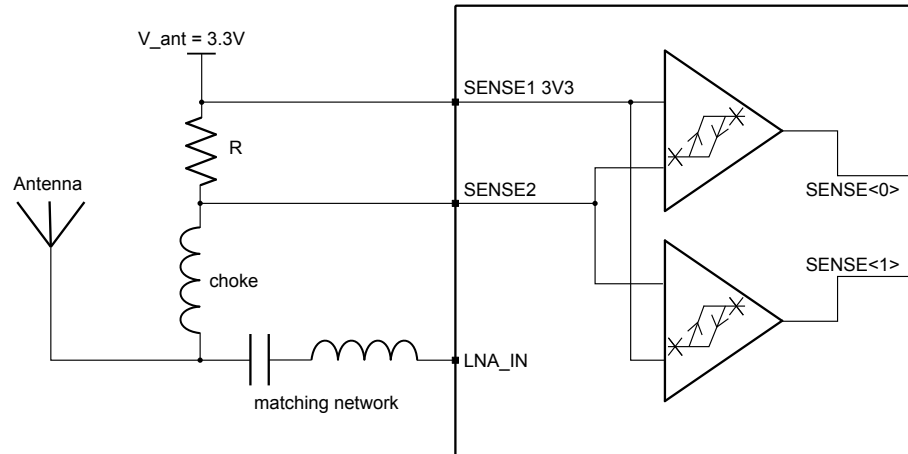 V_ant = 3.3V
SENSE1 3V3
R
Antenna
SENSE2
SENSE<0>
SENSE<1>
choke
LNA_IN
matching network